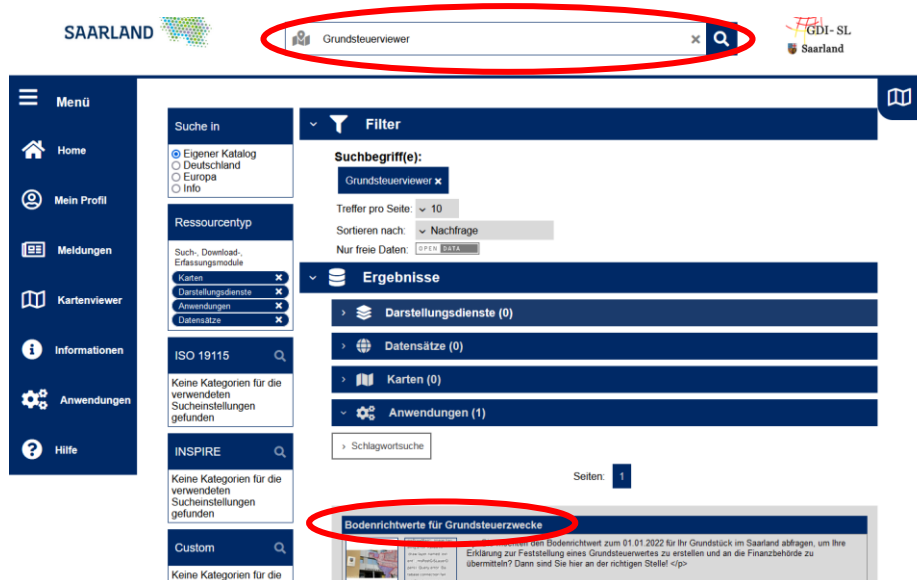 SAARLAND
Grundsteuerviewer ×
GDI-SL
Saarland
Menü
Home
Mein Profil
Meldungen
Kartenviewer
Informationen
Anwendungen
Hilfe
Suche in
Eigener Katalog
Deutschland
Europa
Info
Ressourcentyp
Such-, Download-,
Erfassungsmodule
Karten ×
Darstellungsdienste ×
Anwendungen ×
Datensätze ×
ISO 19115
Keine Kategorien für die
verwendeten
Sucheinstellungen
gefunden
INSPIRE
Keine Kategorien für die
verwendeten
Sucheinstellungen
gefunden
Custom
Keine Kategorien für die
Filter
Suchbegriff(e):
Grundsteuerviewer ×
Treffer pro Seite: 10
Sortieren nach: Nachfrage
Nur freie Daten: OPEN DATA
Ergebnisse
Darstellungsdienste (0)
Datensätze (0)
Karten (0)
Anwendungen (1)
Schlagwortsuche
Seiten: 1
Bodenrichtwerte für Grundsteuerzwecke
den Bodenrichtwert zum 01.01.2022 für Ihr Grundstück im Saarland abfragen, um Ihre
Erklärung zur Feststellung eines Grundsteuerwertes zu erstellen und an die Finanzbehörde zu
übermitteln? Dann sind Sie hier an der richtigen Stelle! </p>